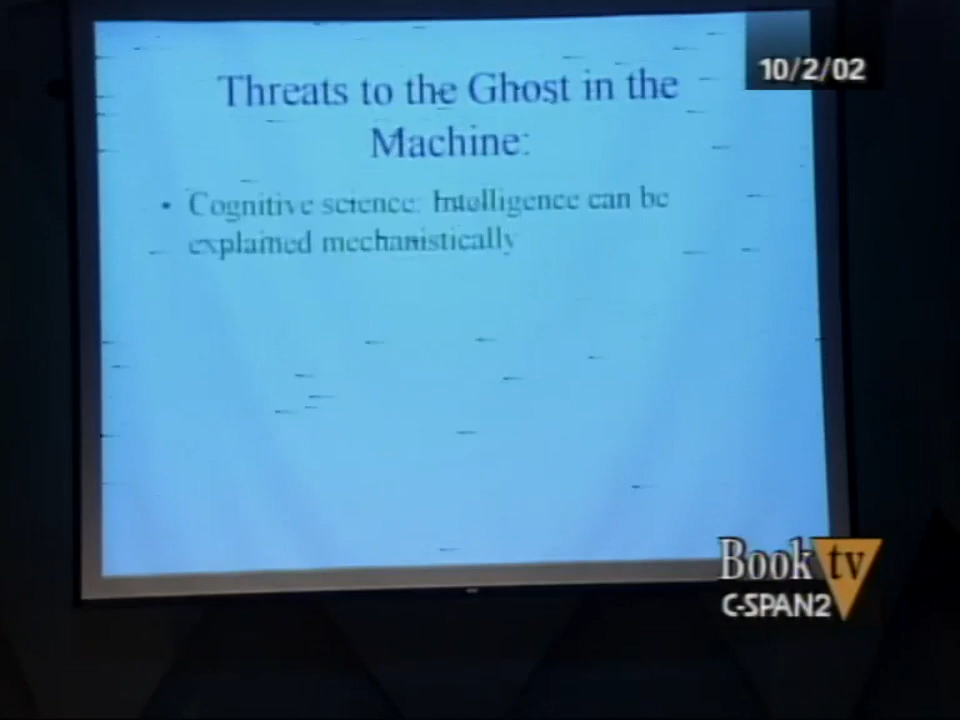 10/2/02
Threats to the Ghost in the
Machine:
• Cognitive science: Intelligence can be
explained mechanistically
Book tv
C-SPAN2